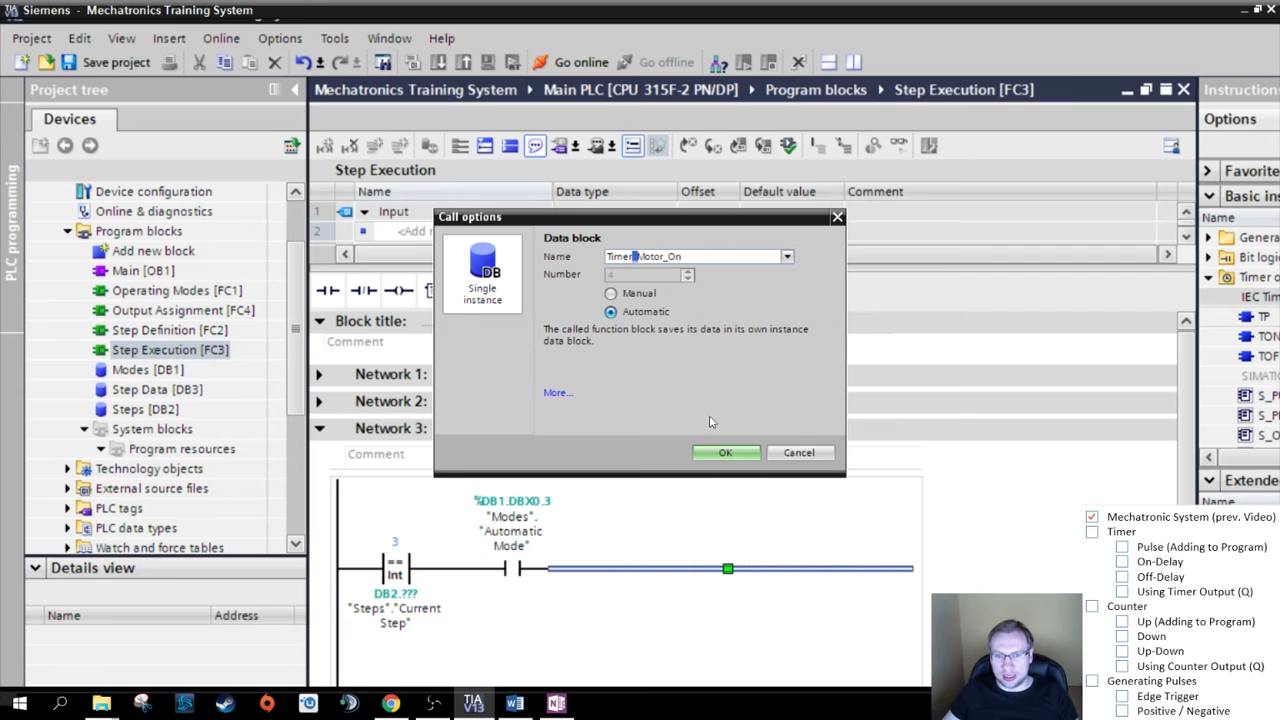 Siemens - Mechatronics Training System
Project Edit View Insert Online Options Tools Window Help
Save project Go online Go offline
Project tree
Mechatronics Training System Main PLC [CPU 315F-2 PN/DP] Program blocks Step Execution [FC3]
Instructions
Devices
Options
PLC programming
Step Execution
Name Data type Offset Default value Comment
1 Input
2 <Add n
Device configuration
Online & diagnostics
Program blocks
Add new block
Main [OB1]
Operating Modes [FC1]
Output Assignment [FC4]
Step Definition [FC2]
Step Execution [FC3]
Modes [DB1]
Step Data [DB3]
Steps [DB2]
System blocks
Program resources
Technology objects
External source files
PLC tags
PLC data types
Watch and force tables
Details view
Name Address
Call options
DB
Single
instance
Data block
Name Timer_Motor_On
Number 4
Manual
Automatic
The called function block saves its data in its own instance
data block.
More...
OK Cancel
Block title:
Comment
Network 1:
Network 2:
Network 3:
Comment
%DB1.DBX0.3
"Modes".
"Automatic
Mode"
3
==
Int
DB2.???
"Steps"."Current
Step"
Favorite
Basic ins
Name
Genera
Bit logi
Timer o
IEC Tim
TP
TON
TOF
SIMATI
S_PU
S_P
S_O
Extende
Name
Mechatronic System (prev. Video)
Timer
Pulse (Adding to Program)
On-Delay
Off-Delay
Using Timer Output (Q)
Counter
Up (Adding to Program)
Down
Up-Down
Using Counter Output (Q)
Generating Pulses
Edge Trigger
Positive / Negative